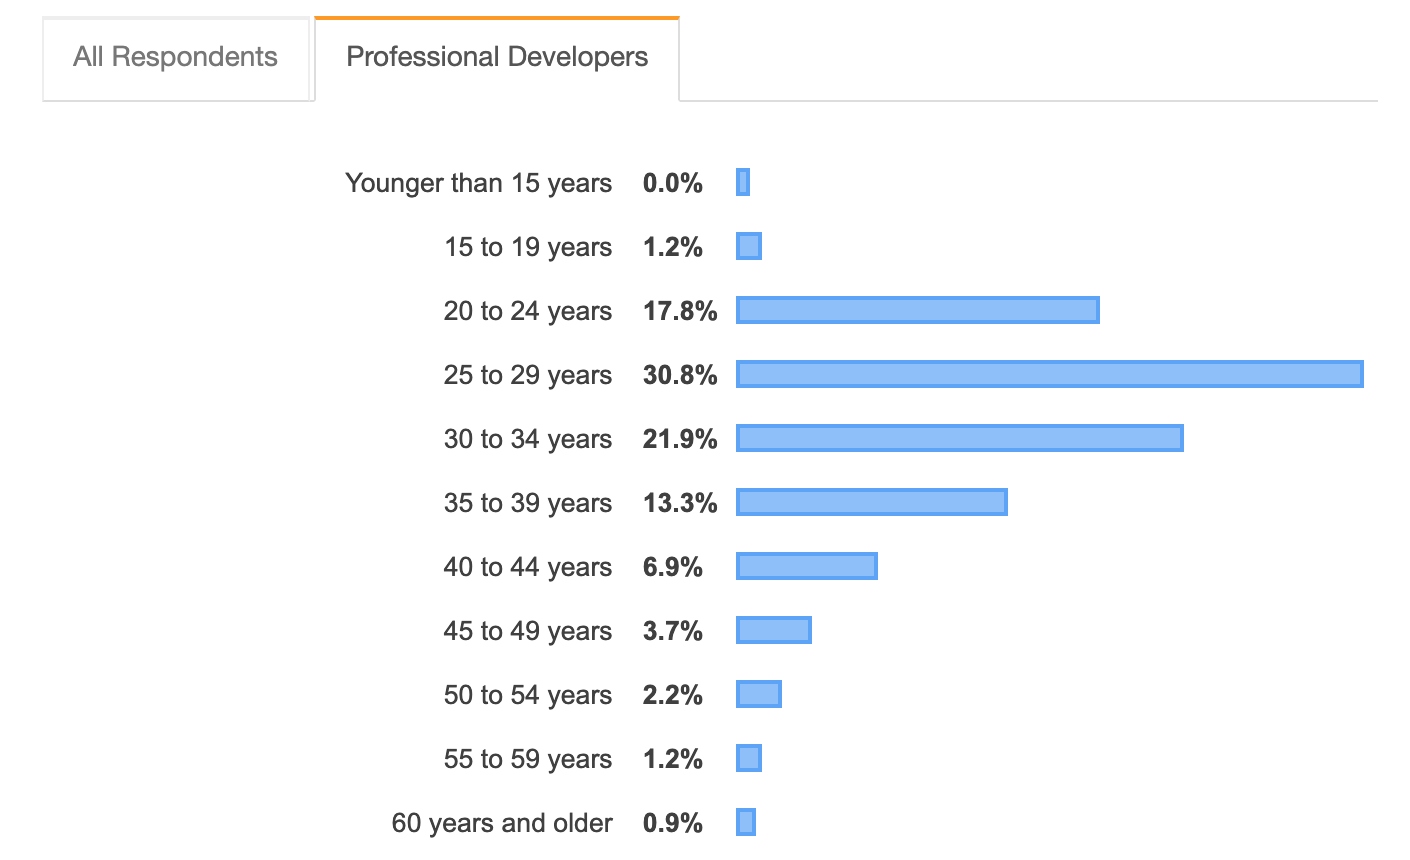 All Respondents Professional Developers
Younger than 15 years 0.0%
15 to 19 years 1.2%
20 to 24 years 17.8%
25 to 29 years 30.8%
30 to 34 years 21.9%
35 to 39 years 13.3%
40 to 44 years 6.9%
45 to 49 years 3.7%
50 to 54 years 2.2%
55 to 59 years 1.2%
60 years and older 0.9%